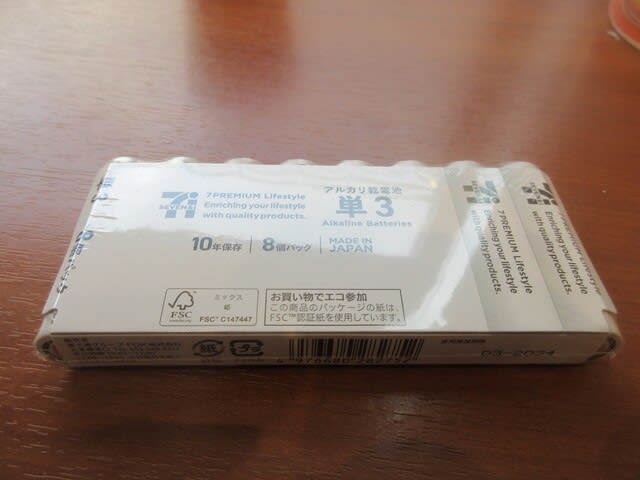 7PREMIUM Lifestyle
SEVEN&i
Enriching your lifestyle
with quality products.
アルカリ乾電池
単3
Alkaline Batteries
10年保存
8個パック
MADE IN
JAPAN
FSC
ミックス
紙
FSC™ C147447
お買い物でエコ参加
この商品のパッケージの紙は、
FSC™認証紙を使用しています。
7PREMIUM Lifestyle
Enriching your lifestyle
with quality products.
7PREMIUM Lifestyle
Enriching your lifestyle
with quality products.
紙
プラ
03-2034